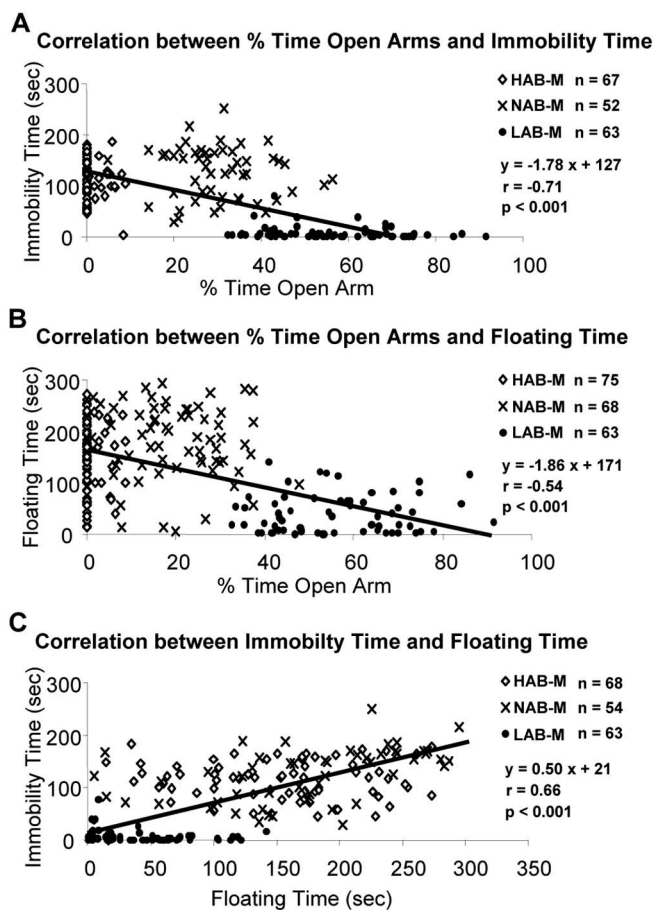 A
Correlation between % Time Open Arms and Immobility Time
Immobility Time (sec)
300
200
100
0
0 20 40 60 80 100
% Time Open Arm
HAB-M n = 67
NAB-M n = 52
LAB-M n = 63
y = -1.78 x + 127
r = -0.71
p < 0.001
B
Correlation between % Time Open Arms and Floating Time
Floating Time (sec)
300
200
100
0
0 20 40 60 80 100
% Time Open Arm
HAB-M n = 75
NAB-M n = 68
LAB-M n = 63
y = -1.86 x + 171
r = -0.54
p < 0.001
C
Correlation between Immobilty Time and Floating Time
Immobility Time (sec)
300
200
100
0
0 50 100 150 200 250 300 350
Floating Time (sec)
HAB-M n = 68
NAB-M n = 54
LAB-M n = 63
y = 0.50 x + 21
r = 0.66
p < 0.001